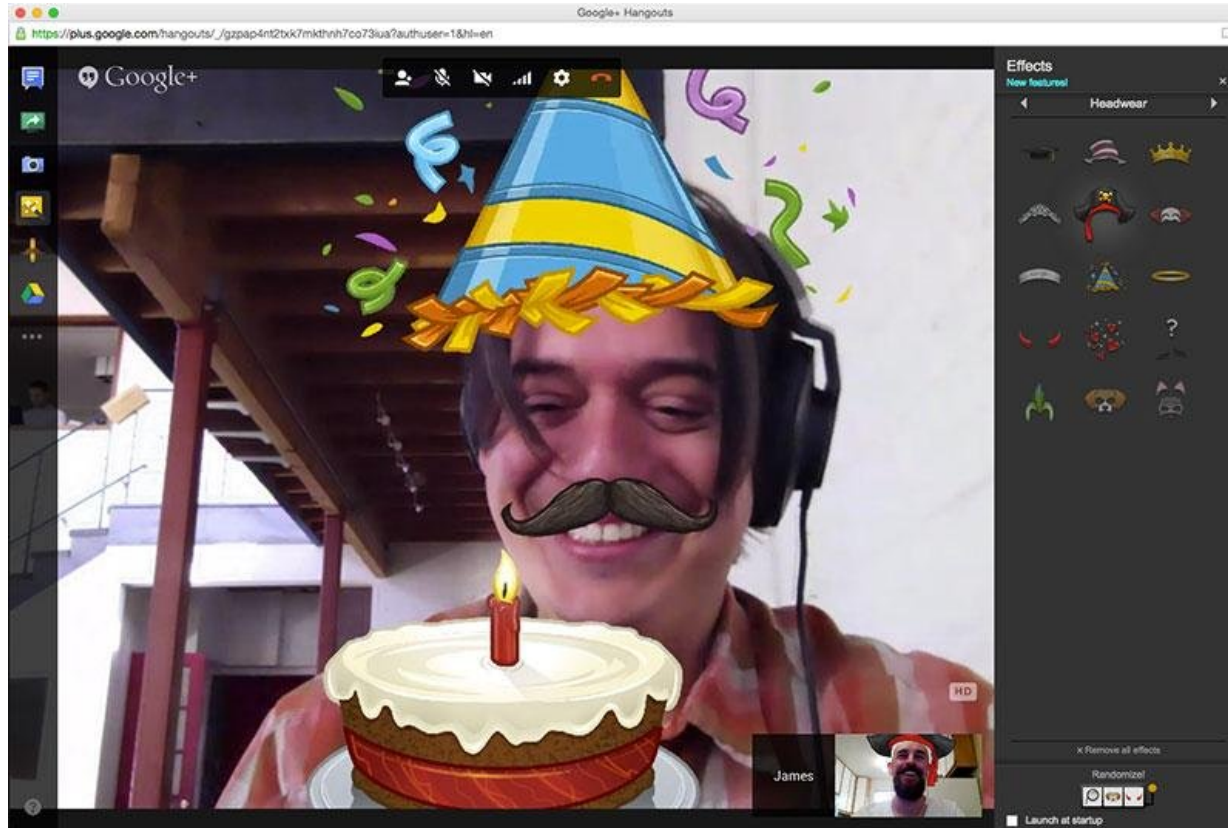 Google+ Hangouts
https://plus.google.com/hangouts/_/gzpap4nt2txk7mkthnh7co73iua?authuser=1&hl=en
Google+
Effects
New features!
Headwear
?
HD
James
× Remove all effects
Randomize!
Launch at startup
?